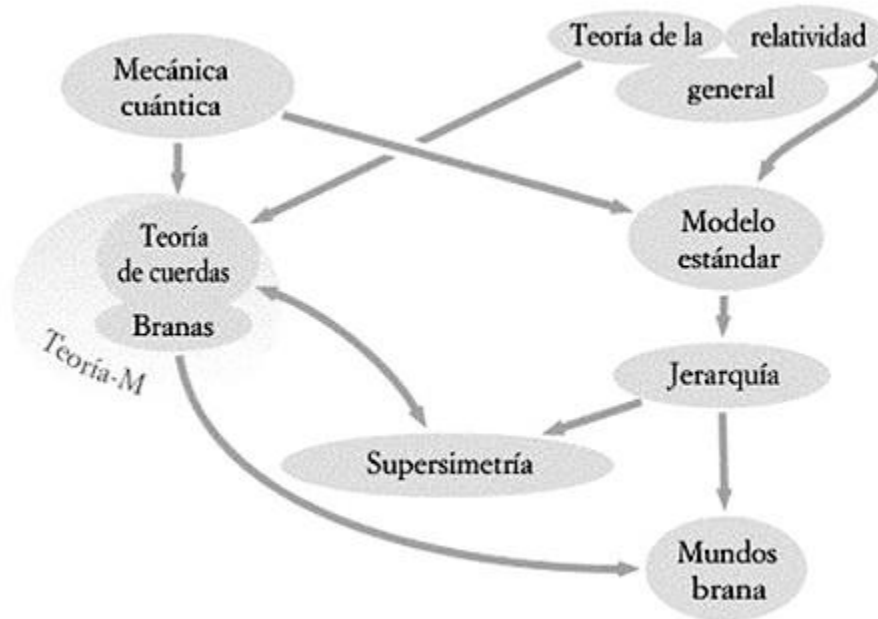 Teoría de la relatividad
general
Mecánica
cuántica
Modelo
estándar
Teoría
de cuerdas
Branas
Teoría-M
Jerarquía
Supersimetría
Mundos
brana